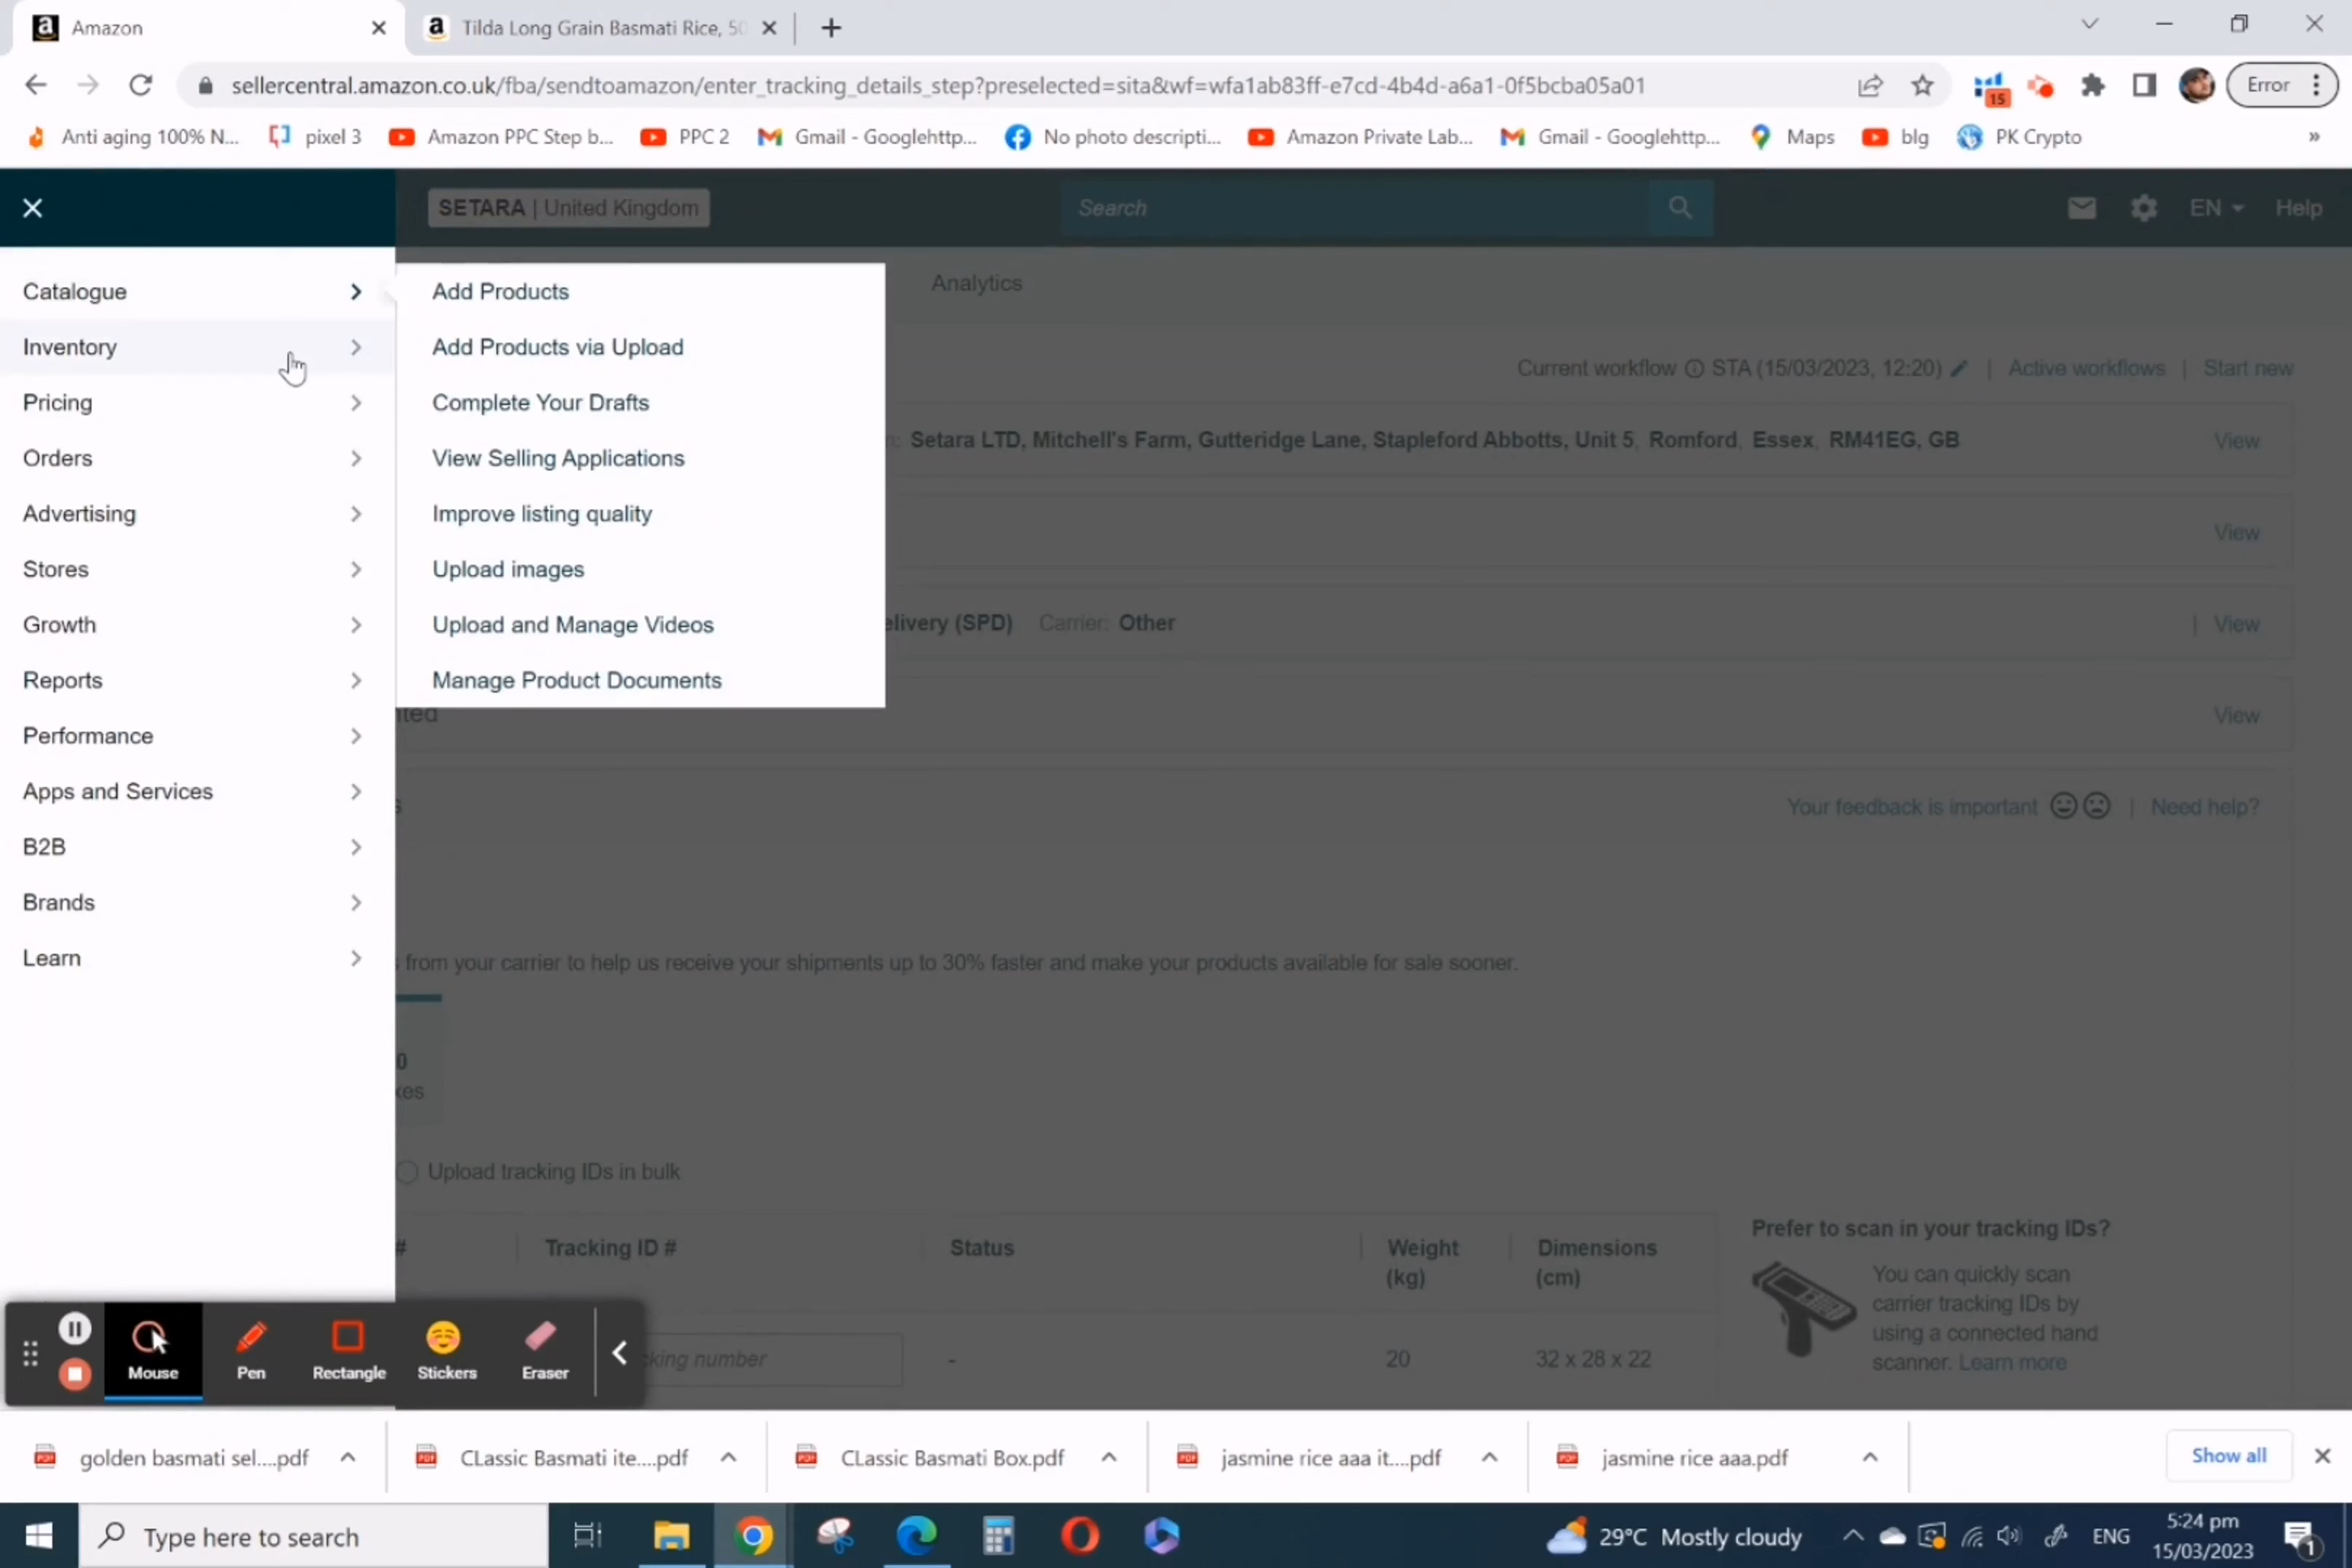 Amazon
Tilda Long Grain Basmati Rice, 50
sellercentral.amazon.co.uk/fba/sendtoamazon/enter_tracking_details_step?preselected=sita&wf=wfa1ab83ff-e7cd-4b4d-a6a1-0f5bcba05a01
15
Error
Anti aging 100% N...
pixel 3
Amazon PPC Step b...
PPC 2
Gmail - Googlehttp...
No photo descripti...
Amazon Private Lab...
Gmail - Googlehttp...
Maps
blg
PK Crypto
»
SETARA | United Kingdom
Search
EN
Help
Catalogue
Inventory
Pricing
Orders
Advertising
Stores
Growth
Reports
Performance
Apps and Services
B2B
Brands
Learn
Add Products
Add Products via Upload
Complete Your Drafts
View Selling Applications
Improve listing quality
Upload images
Upload and Manage Videos
Manage Product Documents
Analytics
Current workflow STA (15/03/2023, 12:20) | Active workflows | Start new
Setara LTD, Mitchell's Farm, Gutteridge Lane, Stapleford Abbotts, Unit 5, Romford, Essex, RM41EG, GB
View
View
elivery (SPD) Carrier: Other
| View
nted
View
s
Your feedback is important | Need help?
s from your carrier to help us receive your shipments up to 30% faster and make your products available for sale sooner.
0
xes
Upload tracking IDs in bulk
#
Tracking ID #
Status
Weight (kg)
Dimensions (cm)
Prefer to scan in your tracking IDs?
You can quickly scan
carrier tracking IDs by
using a connected hand
scanner. Learn more
cking number
-
20
32 x 28 x 22
Mouse
Pen
Rectangle
Stickers
Eraser
golden basmati sel....pdf
CLassic Basmati ite....pdf
CLassic Basmati Box.pdf
jasmine rice aaa it....pdf
jasmine rice aaa.pdf
Show all
Type here to search
29°C Mostly cloudy
ENG
5:24 pm
15/03/2023
1